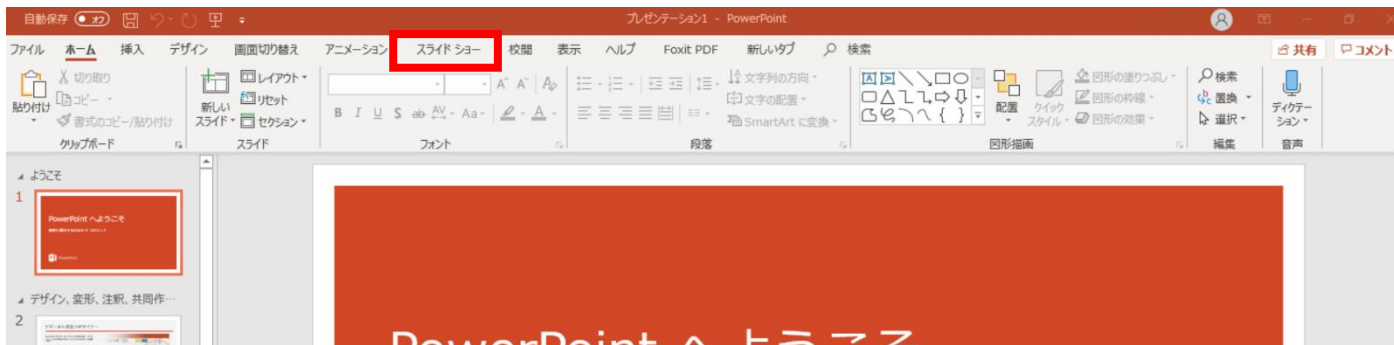 自動保存 オフ プレゼンテーション1 - PowerPoint
ファイル ホーム 挿入 デザイン 画面切り替え アニメーション スライド ショー 校閲 表示 ヘルプ Foxit PDF 新しいタブ 検索 共有 コメント
貼り付け
切り取り
コピー
書式のコピー/貼り付け
クリップボード
新しい
スライド
レイアウト
リセット
セクション
スライド
A^ Aˇ A
B I U S ab AV Aa A
フォント
文字列の方向
文字の配置
SmartArt に変換
段落
配置
クイック
スタイル
図形の塗りつぶし
図形の枠線
図形の効果
図形描画
検索
置換
選択
編集
ディクテー
ション
音声
ようこそ
1
PowerPoint へようこそ
PowerPoint
デザイン、変形、注釈、共同作…
2
PowerPoint へようこそ